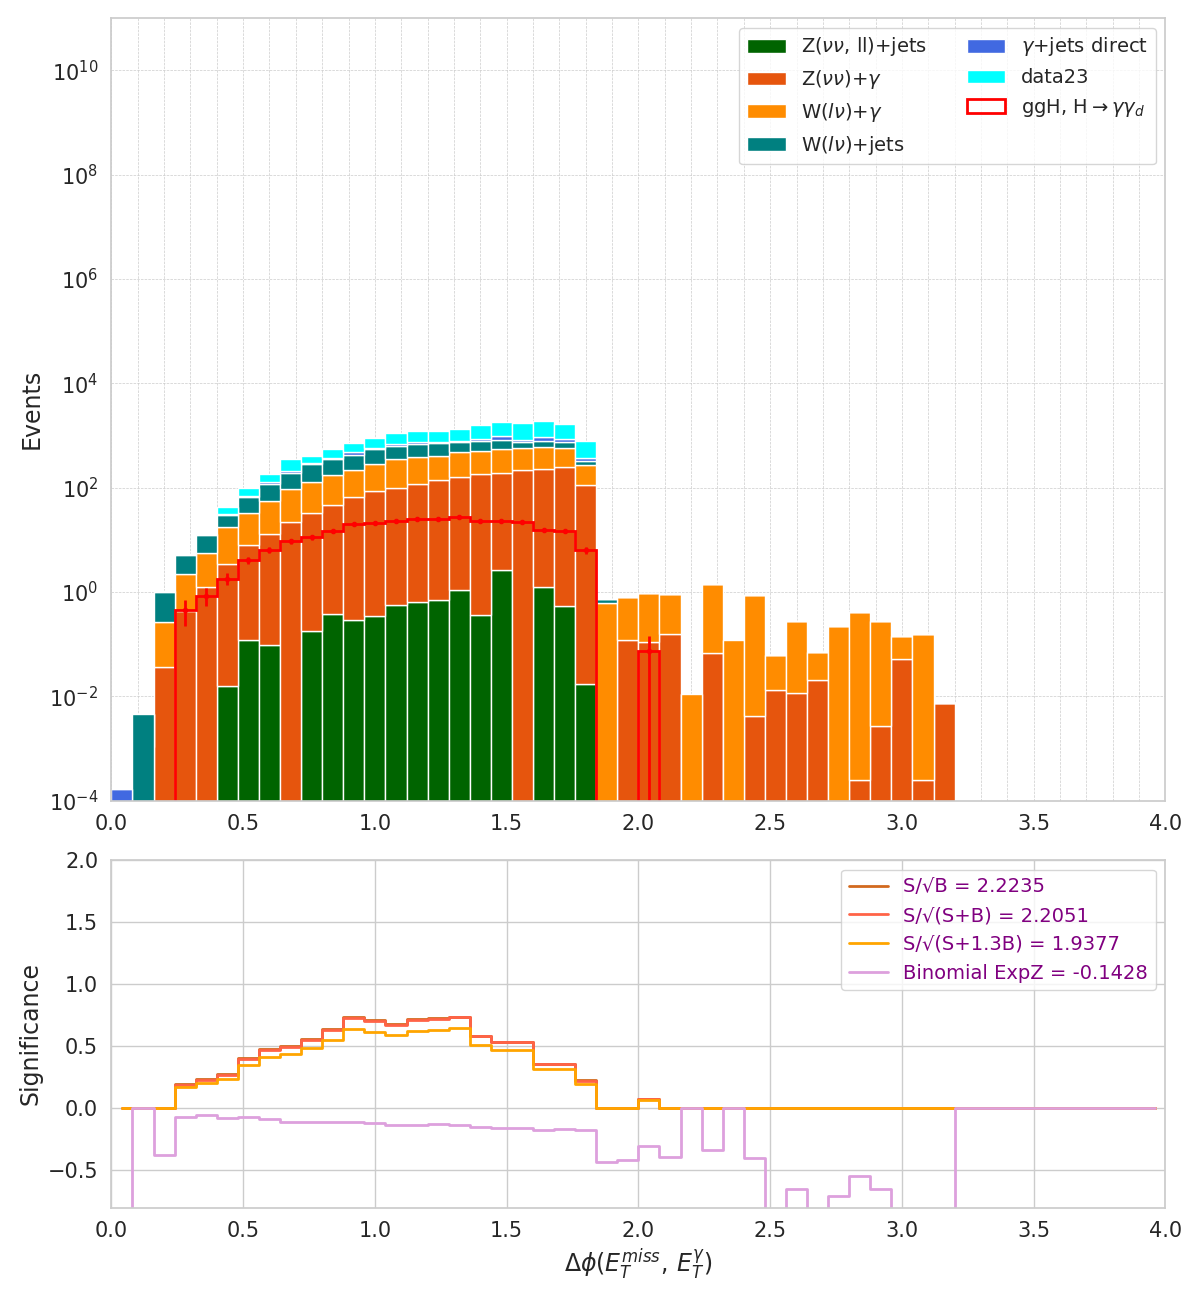 Events
10^10
10^8
10^6
10^4
10^2
10^0
10^−2
10^−4
Z(νν, ll)+jets
Z(νν)+γ
W(lν)+γ
W(lν)+jets
γ+jets direct
data23
ggH, H→γγ_d
0.0 0.5 1.0 1.5 2.0 2.5 3.0 3.5 4.0
Significance
2.0
1.5
1.0
0.5
0.0
−0.5
S/√B = 2.2235
S/√(S+B) = 2.2051
S/√(S+1.3B) = 1.9377
Binomial ExpZ = -0.1428
0.0 0.5 1.0 1.5 2.0 2.5 3.0 3.5 4.0
Δϕ(E_T^miss, E_T^γ)